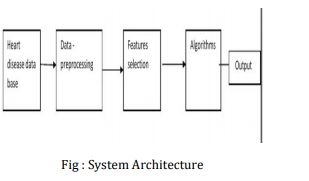 Heart
disease data
base
Data -
preprocessing
Features
selection
Algorithms
Output
Fig : System Architecture